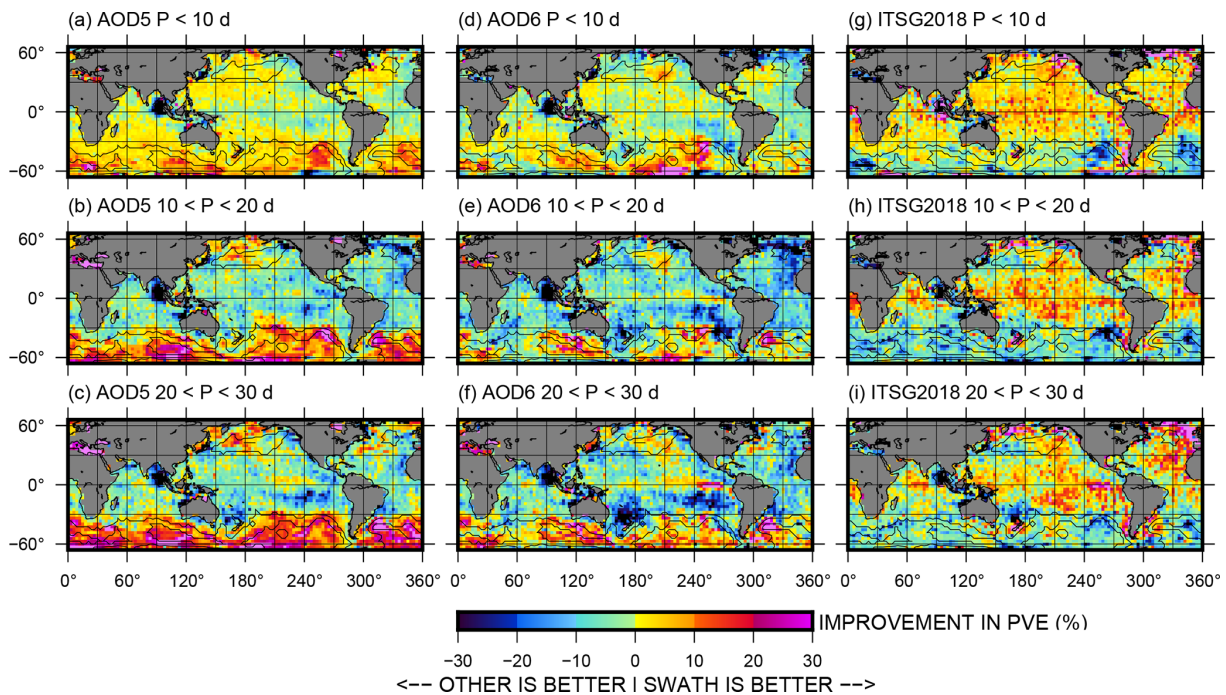 (a) AOD5 P < 10 d
(d) AOD6 P < 10 d
(g) ITSG2018 P < 10 d
60°
0°
−60°
(b) AOD5 10 < P < 20 d
(e) AOD6 10 < P < 20 d
(h) ITSG2018 10 < P < 20 d
60°
0°
−60°
(c) AOD5 20 < P < 30 d
(f) AOD6 20 < P < 30 d
(i) ITSG2018 20 < P < 30 d
60°
0°
−60°
0° 60° 120° 180° 240° 300° 360°
0° 60° 120° 180° 240° 300° 360°
0° 60° 120° 180° 240° 300° 360°
IMPROVEMENT IN PVE (%)
−30 −20 −10 0 10 20 30
<−− OTHER IS BETTER | SWATH IS BETTER −−>